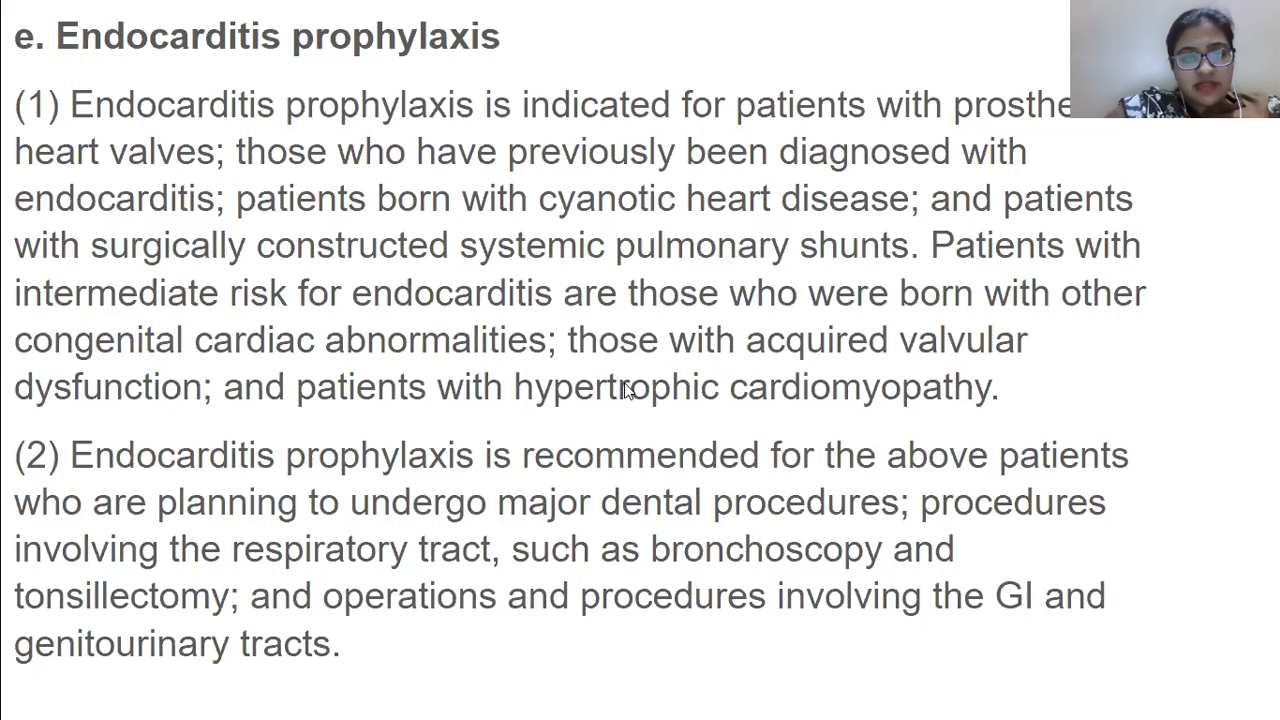 e. Endocarditis prophylaxis
(1) Endocarditis prophylaxis is indicated for patients with
heart valves; those who have previously been diagnosed with
endocarditis; patients born with cyanotic heart disease; and patients
with surgically constructed systemic pulmonary shunts. Patients with
intermediate risk for endocarditis are those who were born with other
congenital cardiac abnormalities; those with acquired valvular
dysfunction; and patients with hypertrophic cardiomyopathy.
(2) Endocarditis prophylaxis is recommended for the above patients
who are planning to undergo major dental procedures; procedures
involving the respiratory tract, such as bronchoscopy and
tonsillectomy; and operations and procedures involving the GI and
genitourinary tracts.